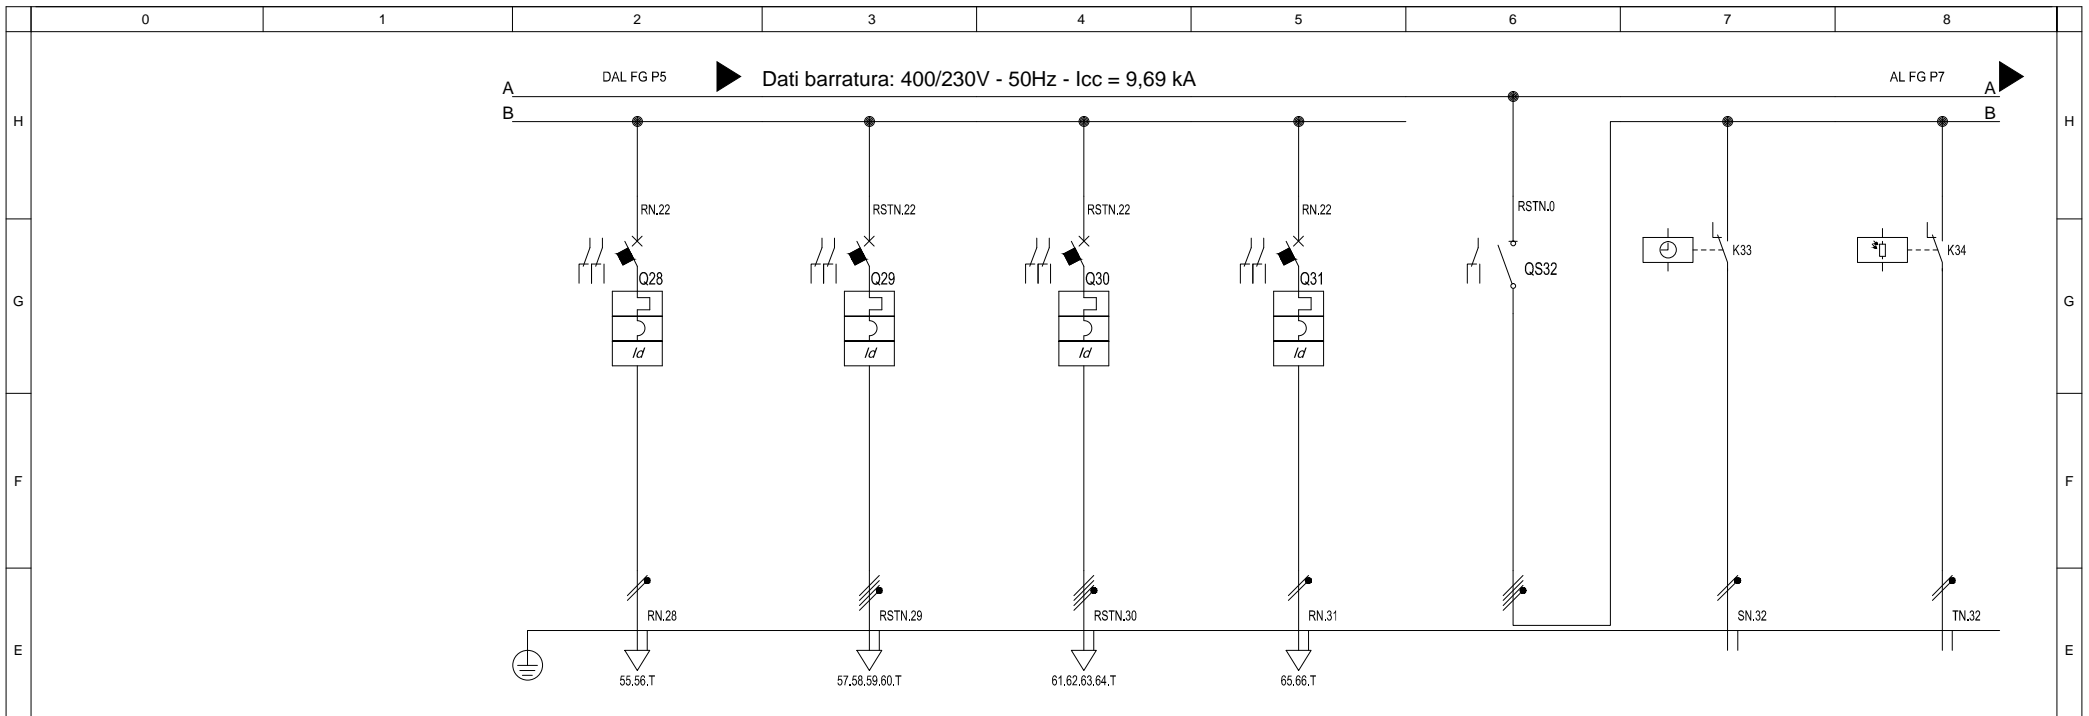 0 1 2 3 4 5 6 7 8
DAL FG P5 Dati barratura: 400/230V - 50Hz - Icc = 9,69 kA AL FG P7
A A
B B
H H
RN.22 RSTN.22 RSTN.22 RN.22 RSTN.0
K33 K34
QS32
Q28 Q29 Q30 Q31
G G
Id Id Id Id
F F
RN.28 RSTN.29 RSTN.30 RN.31 SN.32 TN.32
E E
55.56.T 57.58.59.60.T 61.62.63.64.T 65.66.T